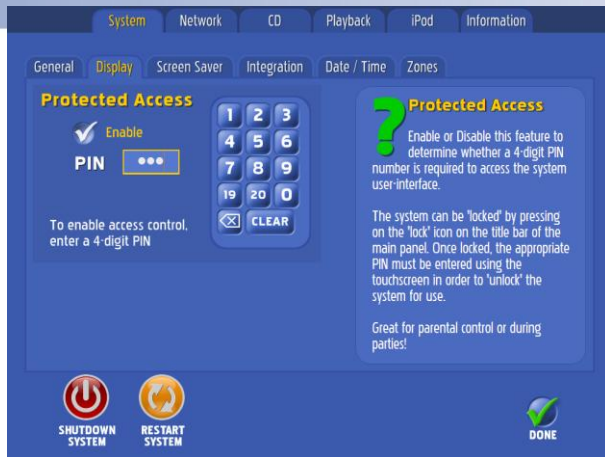 System Network CD Playback iPod Information
General Display Screen Saver Integration Date / Time Zones
Protected Access
Enable
PIN •••
To enable access control,
enter a 4-digit PIN
1 2 3
4 5 6
7 8 9
19 20 0
CLEAR
Protected Access
Enable or Disable this feature to
determine whether a 4-digit PIN
number is required to access the system
user-interface.
The system can be 'locked' by pressing
on the 'lock' icon on the title bar of the
main panel. Once locked, the appropriate
PIN must be entered using the
touchscreen in order to 'unlock' the
system for use.
Great for parental control or during
parties!
SHUTDOWN
SYSTEM
RESTART
SYSTEM
DONE